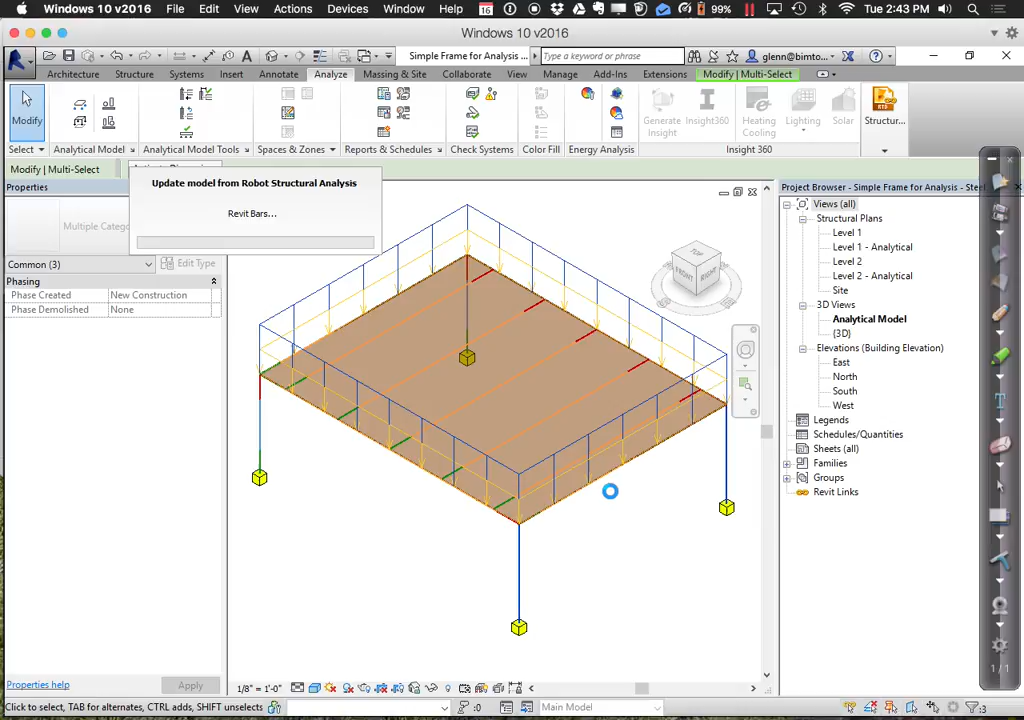 Windows 10 v2016 File Edit View Actions Devices Window Help 16 99% Tue 2:43 PM
Windows 10 v2016
Simple Frame for Analysis ... Type a keyword or phrase glenn@bimto...
Architecture Structure Systems Insert Annotate Analyze Massing & Site Collaborate View Manage Add-Ins Extensions Modify | Multi-Select
Modify
Generate Insight
Insight360
Heating Cooling
Lighting
Solar
Structur...
Select Analytical Model Analytical Model Tools Spaces & Zones Reports & Schedules Check Systems Color Fill Energy Analysis Insight 360
Modify | Multi-Select
Properties
Update model from Robot Structural Analysis
Revit Bars...
Multiple Catego
Common (3) Edit Type
Phasing
Phase Created New Construction
Phase Demolished None
Properties help Apply
TOP
FRONT RIGHT
Project Browser - Simple Frame for Analysis - Steel
Views (all)
Structural Plans
Level 1
Level 1 - Analytical
Level 2
Level 2 - Analytical
Site
3D Views
Analytical Model
{3D}
Elevations (Building Elevation)
East
North
South
West
Legends
Schedules/Quantities
Sheets (all)
Families
Groups
Revit Links
1 / 1
1/8" = 1'-0"
Click to select, TAB for alternates, CTRL adds, SHIFT unselects :0 Main Model :3